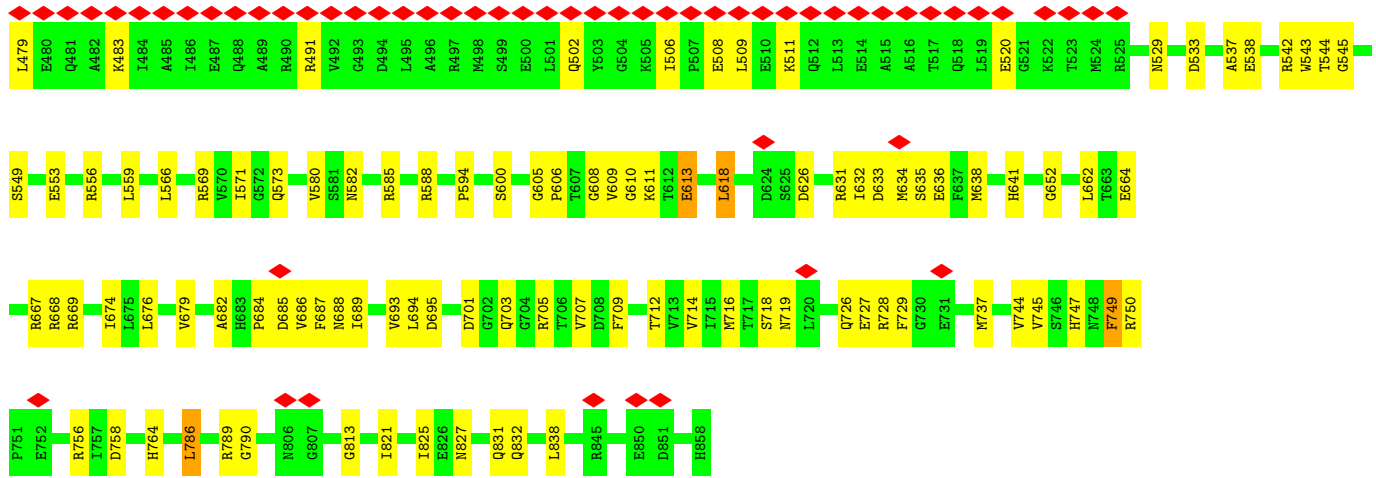 L479 E480 Q481 A482 K483 I484 A485 I486 E487 Q488 A489 R490 R491 V492 G493 D494 L495 A496 R497 M498 S499 E500 L501 Q502 Y503 G504 K505 I506 P507 E508 L509 E510 K511 Q512 L513 E514 A515 A516 T517 Q518 L519 E520 G521 K522 T523 M524 R525 N529 D533 A537 E538 R542 W543 T544 G545
S549 E553 R556 L559 L566 R569 V570 I571 G572 Q573 V580 S581 N582 R585 R588 P594 S600 G605 P606 T607 G608 V609 G610 K611 T612 E613 L618 D624 S625 D626 R631 I632 D633 M634 S635 E636 F637 M638 H641 G652 L662 T663 E664
R667 R668 R669 I674 L675 L676 V679 A682 H683 P684 D685 V686 F687 N688 I689 V693 L694 D695 D701 G702 Q703 G704 R705 T706 V707 D708 F709 T712 V713 V714 I715 M716 T717 S718 N719 L720 Q726 E727 R728 F729 G730 E731 M737 V744 V745 S746 H747 N748 F749 R750
P751 E752 R756 I757 D758 H764 L786 R789 G790 N806 G807 G813 I821 I825 E826 N827 Q831 Q832 L838 R845 E850 D851 H858